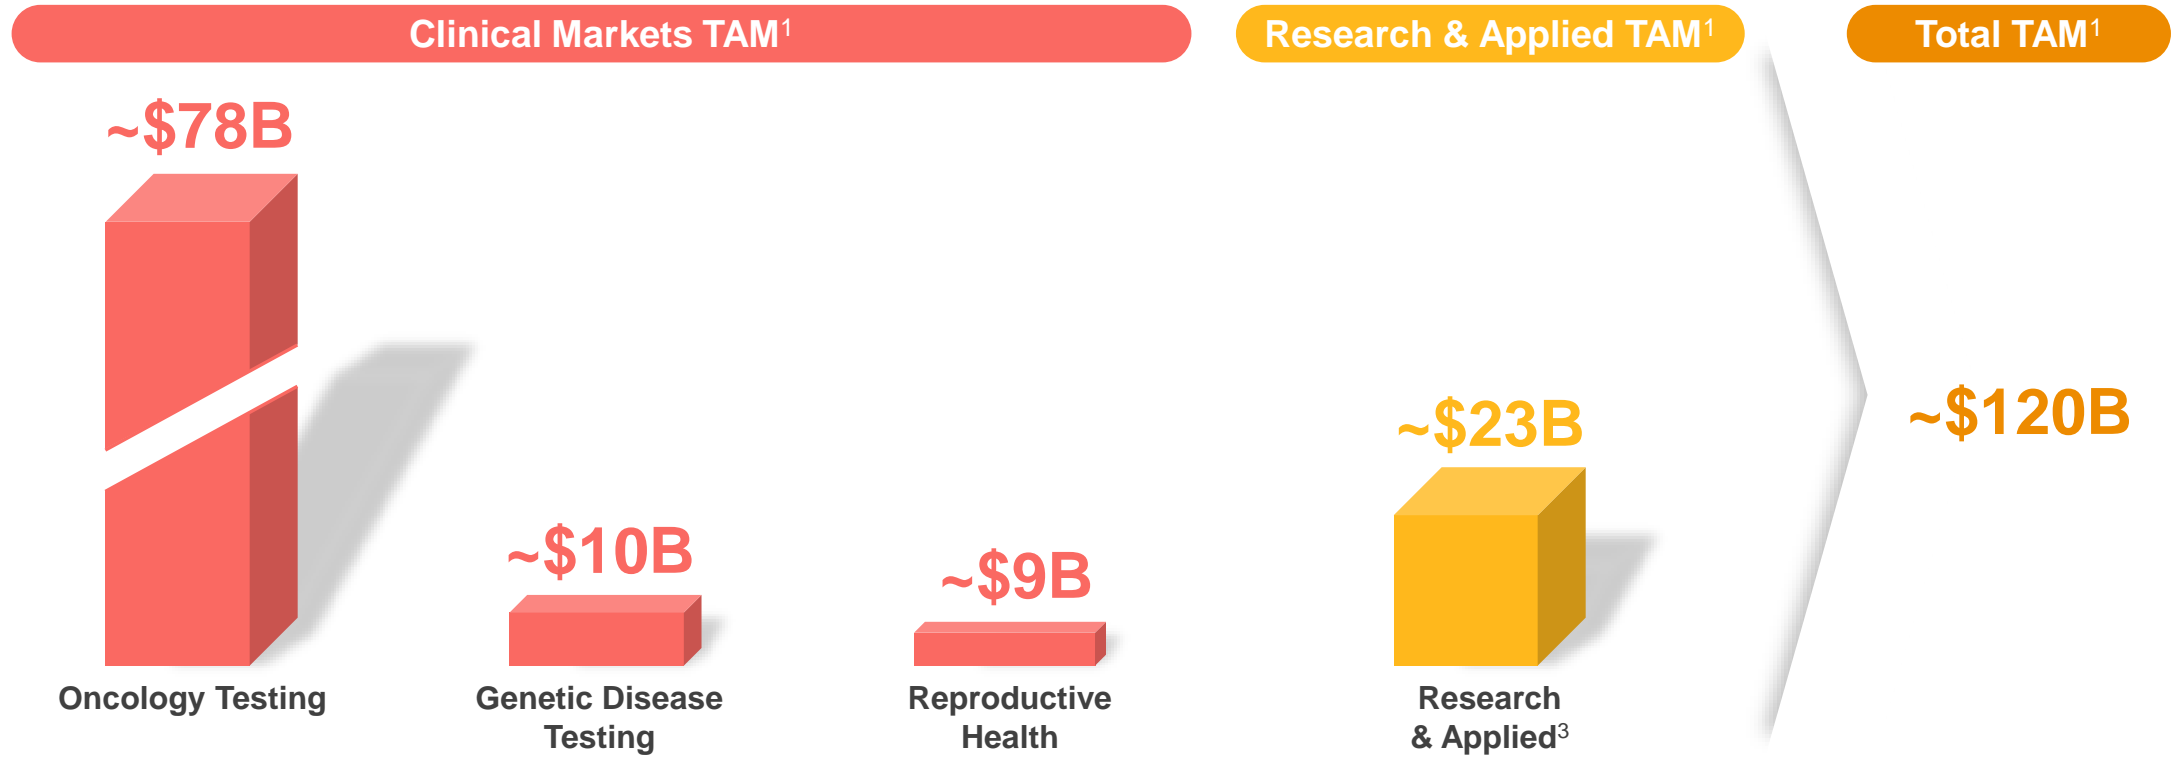 Clinical Markets TAM¹
Research & Applied TAM¹
Total TAM¹
~$78B
~$10B
~$9B
~$23B
~$120B
Oncology Testing
Genetic Disease
Testing
Reproductive
Health
Research
& Applied³